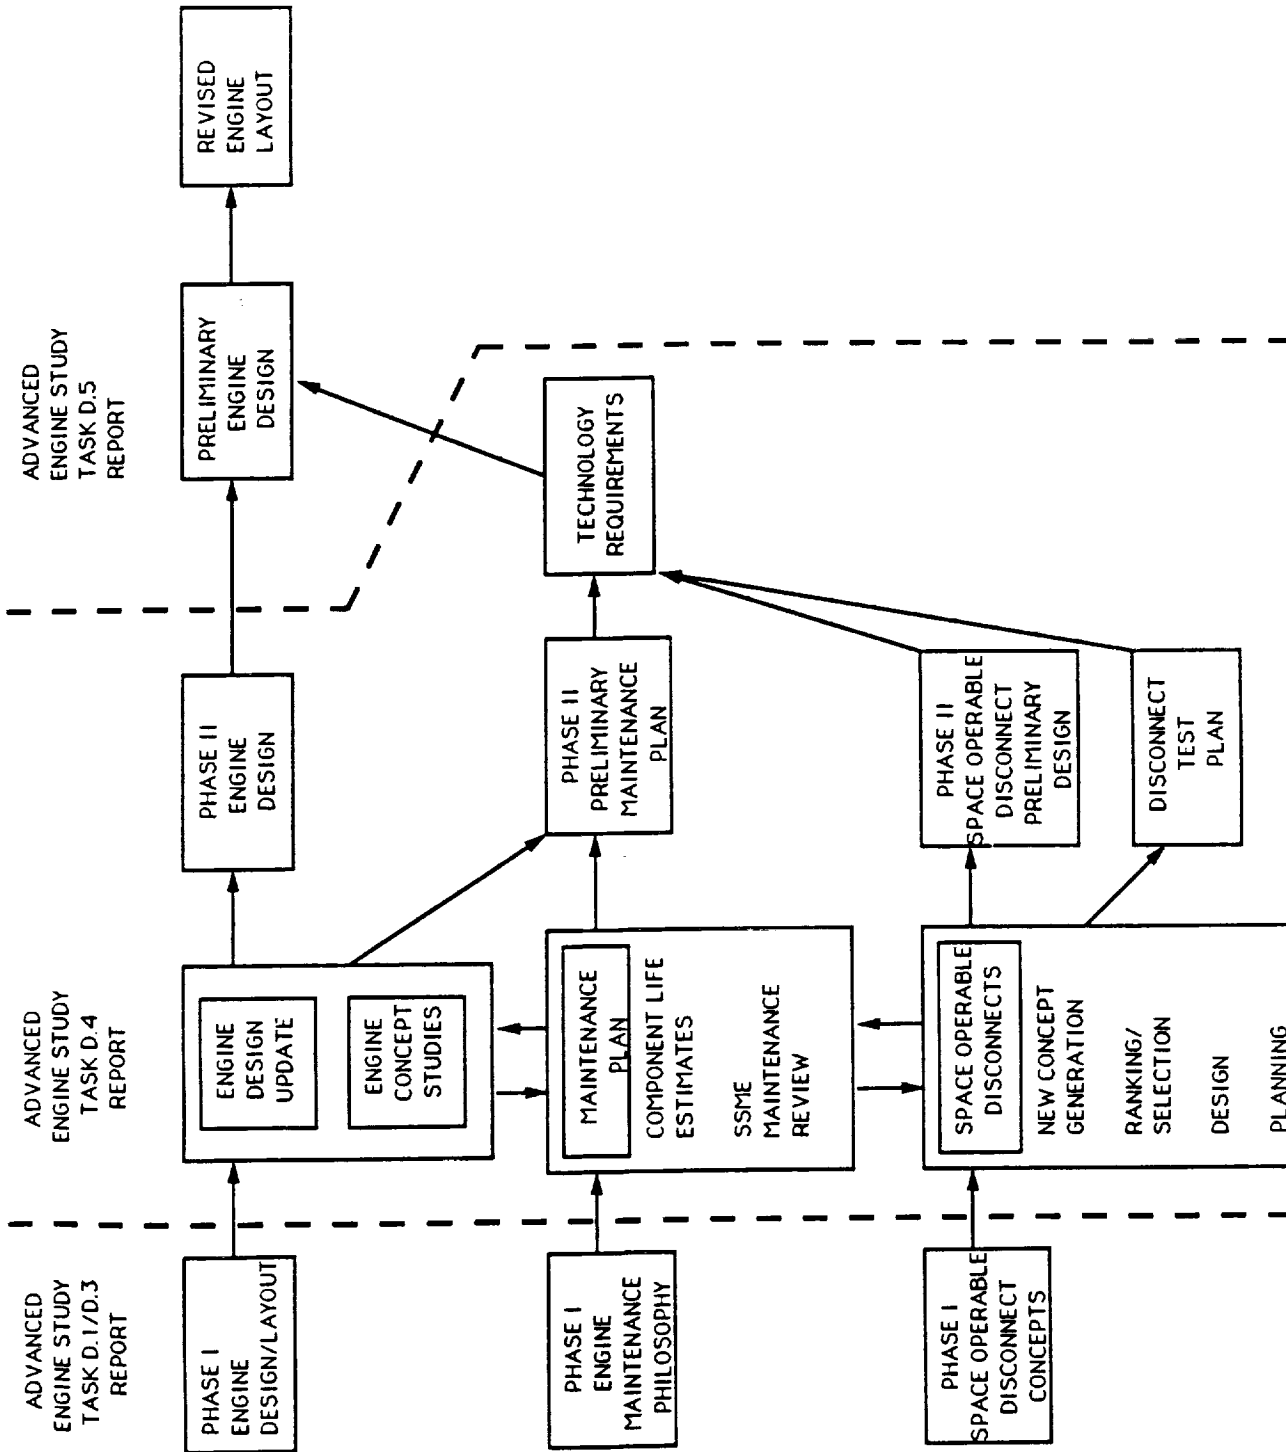 ADVANCED
ENGINE STUDY
TASK D.1/D.3
REPORT
ADVANCED
ENGINE STUDY
TASK D.4
REPORT
ADVANCED
ENGINE STUDY
TASK D.5
REPORT
PHASE I
ENGINE
DESIGN/LAYOUT
ENGINE
DESIGN
UPDATE
ENGINE
CONCEPT
STUDIES
PHASE II
ENGINE
DESIGN
PRELIMINARY
ENGINE
DESIGN
REVISED
ENGINE
LAYOUT
PHASE I
ENGINE
MAINTENANCE
PHILOSOPHY
MAINTENANCE
PLAN
COMPONENT LIFE
ESTIMATES
SSME
MAINTENANCE
REVIEW
PHASE II
PRELIMINARY
MAINTENANCE
PLAN
TECHNOLOGY
REQUIREMENTS
PHASE I
SPACE OPERABLE
DISCONNECT
CONCEPTS
SPACE OPERABLE
DISCONNECTS
NEW CONCEPT
GENERATION
RANKING/
SELECTION
DESIGN
PLANNING
PHASE II
SPACE OPERABLE
DISCONNECT
PRELIMINARY
DESIGN
DISCONNECT
TEST
PLAN